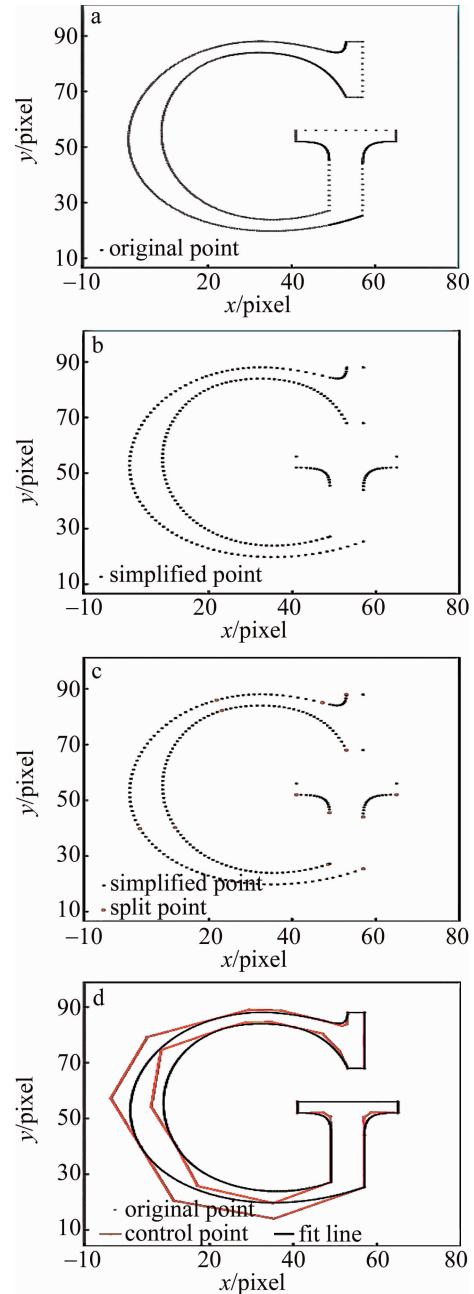 a
90
70
50
30
10
y/pixel
- original point
−10 20 40 60 80
x/pixel
b
90
70
50
30
10
y/pixel
- simplified point
−10 20 40 60 80
x/pixel
c
90
70
50
30
10
y/pixel
simplified point
split point
−10 20 40 60 80
x/pixel
d
90
70
50
30
10
y/pixel
original point
control point fit line
−10 20 40 60 80
x/pixel